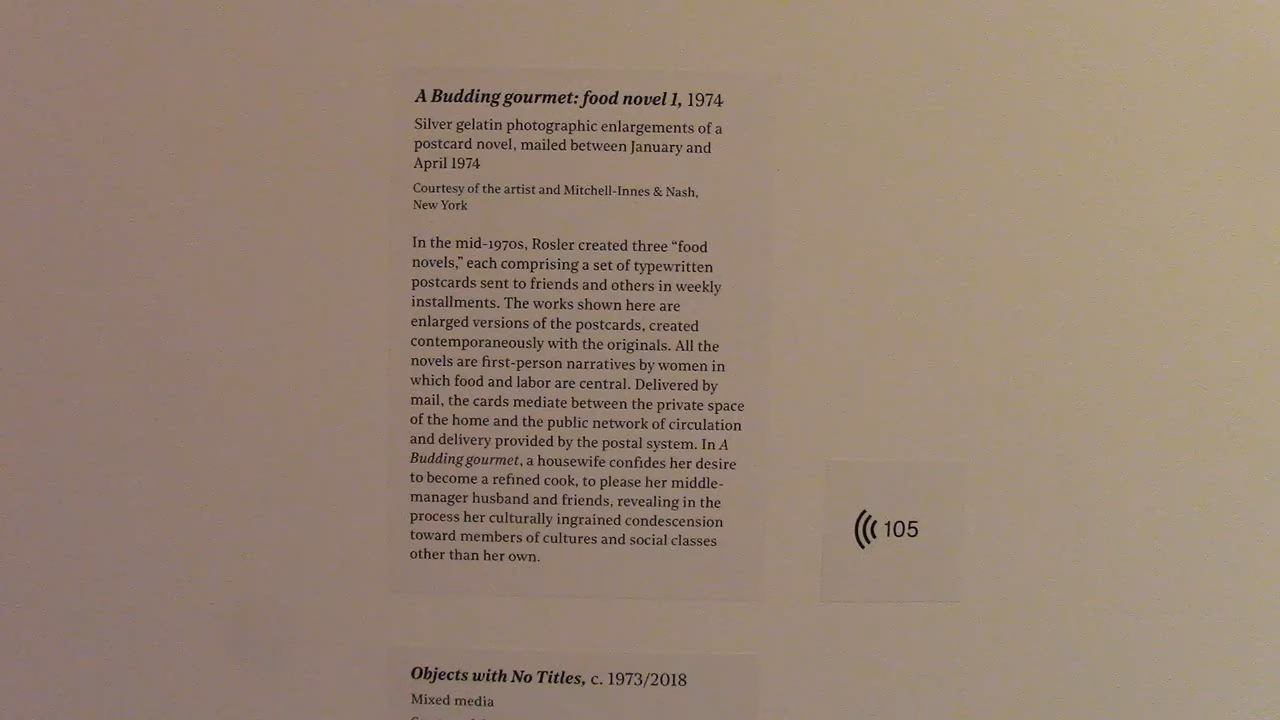 A Budding gourmet: food novel 1, 1974
Silver gelatin photographic enlargements of a
postcard novel, mailed between January and
April 1974
Courtesy of the artist and Mitchell-Innes & Nash,
New York
In the mid-1970s, Rosler created three “food
novels,” each comprising a set of typewritten
postcards sent to friends and others in weekly
installments. The works shown here are
enlarged versions of the postcards, created
contemporaneously with the originals. All the
novels are first-person narratives by women in
which food and labor are central. Delivered by
mail, the cards mediate between the private space
of the home and the public network of circulation
and delivery provided by the postal system. In A
Budding gourmet, a housewife confides her desire
to become a refined cook, to please her middle-
manager husband and friends, revealing in the
process her culturally ingrained condescension
toward members of cultures and social classes
other than her own.
105
Objects with No Titles, c. 1973/2018
Mixed media